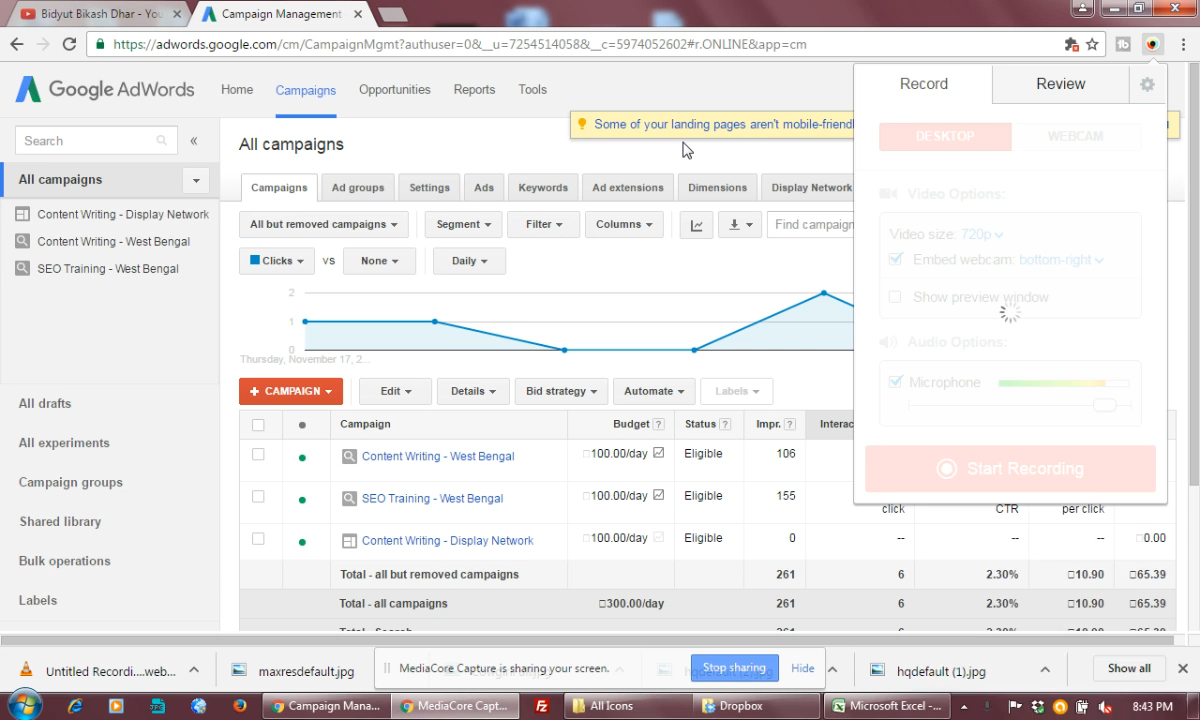 Bidyut Bikash Dhar - You
Campaign Management
https://adwords.google.com/cm/CampaignMgmt?authuser=0&__u=7254514058&__c=5974052602#r.ONLINE&app=cm
Google AdWords
Home
Campaigns
Opportunities
Reports
Tools
Some of your landing pages aren't mobile-friendl
Record
Review
DESKTOP
WEBCAM
Video Options:
Video size: 720p
Embed webcam: bottom-right
Show preview window
Audio Options:
Microphone
Start Recording
Search
«
All campaigns
Content Writing - Display Network
Content Writing - West Bengal
SEO Training - West Bengal
All drafts
All experiments
Campaign groups
Shared library
Bulk operations
Labels
All campaigns
Campaigns
Ad groups
Settings
Ads
Keywords
Ad extensions
Dimensions
Display Network
All but removed campaigns
Segment
Filter
Columns
Find campaign
Clicks
VS
None
Daily
2
1
0
Thursday, November 17, 2...
+ CAMPAIGN
Edit
Details
Bid strategy
Automate
Labels
Campaign Budget ? Status ? Impr. ? Interac
Content Writing - West Bengal □100.00/day Eligible 106
SEO Training - West Bengal □100.00/day Eligible 155
click CTR per click
Content Writing - Display Network □100.00/day Eligible 0 -- -- -- □0.00
Total - all but removed campaigns 261 6 2.30% □10.90 □65.39
Total - all campaigns □300.00/day 261 6 2.30% □10.90 □65.39
Untitled Recordi....web...
maxresdefault.jpg
MediaCore Capture is sharing your screen.
Stop sharing
Hide
hqdefault (1).jpg
Show all
Campaign Mana...
MediaCore Capt...
All Icons
Dropbox
Microsoft Excel -...
8:43 PM